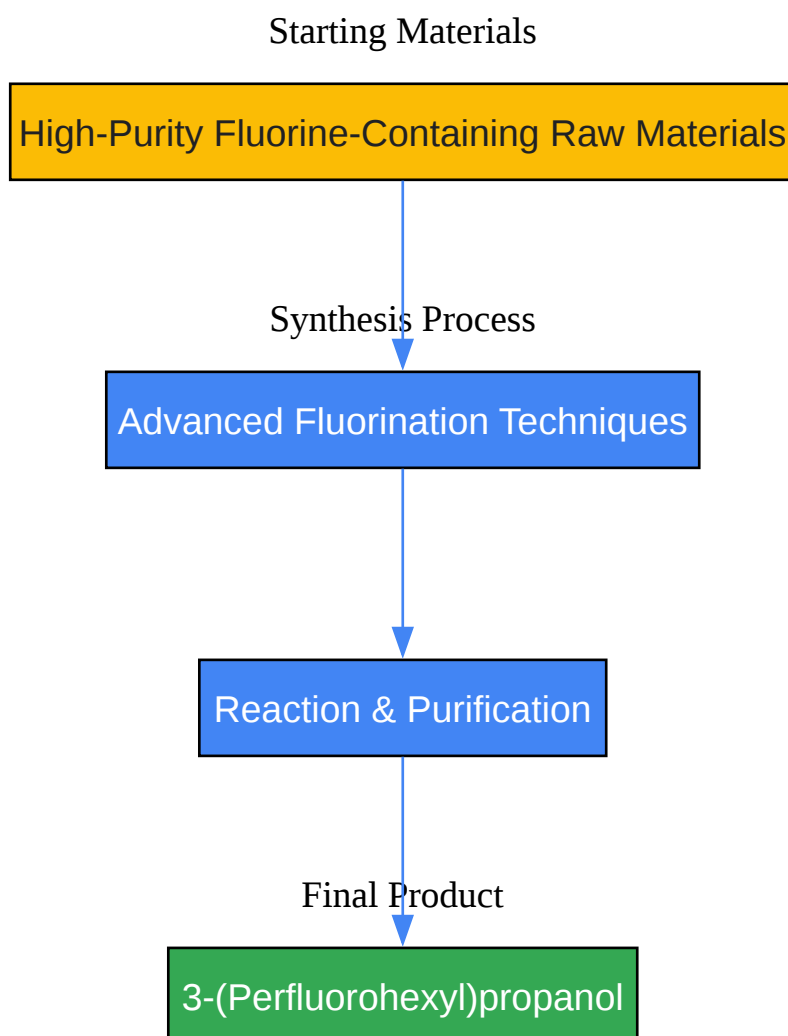 Starting Materials
High-Purity Fluorine-Containing Raw Materials
Synthesis Process
Advanced Fluorination Techniques
Reaction & Purification
Final Product
3-(Perfluorohexyl)propanol